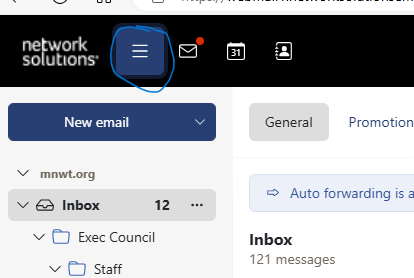 network
solutions
31
New email
General
Promotion
mnwt.org
Auto forwarding is a
Inbox 12 ...
Inbox
121 messages
Exec Council
Staff